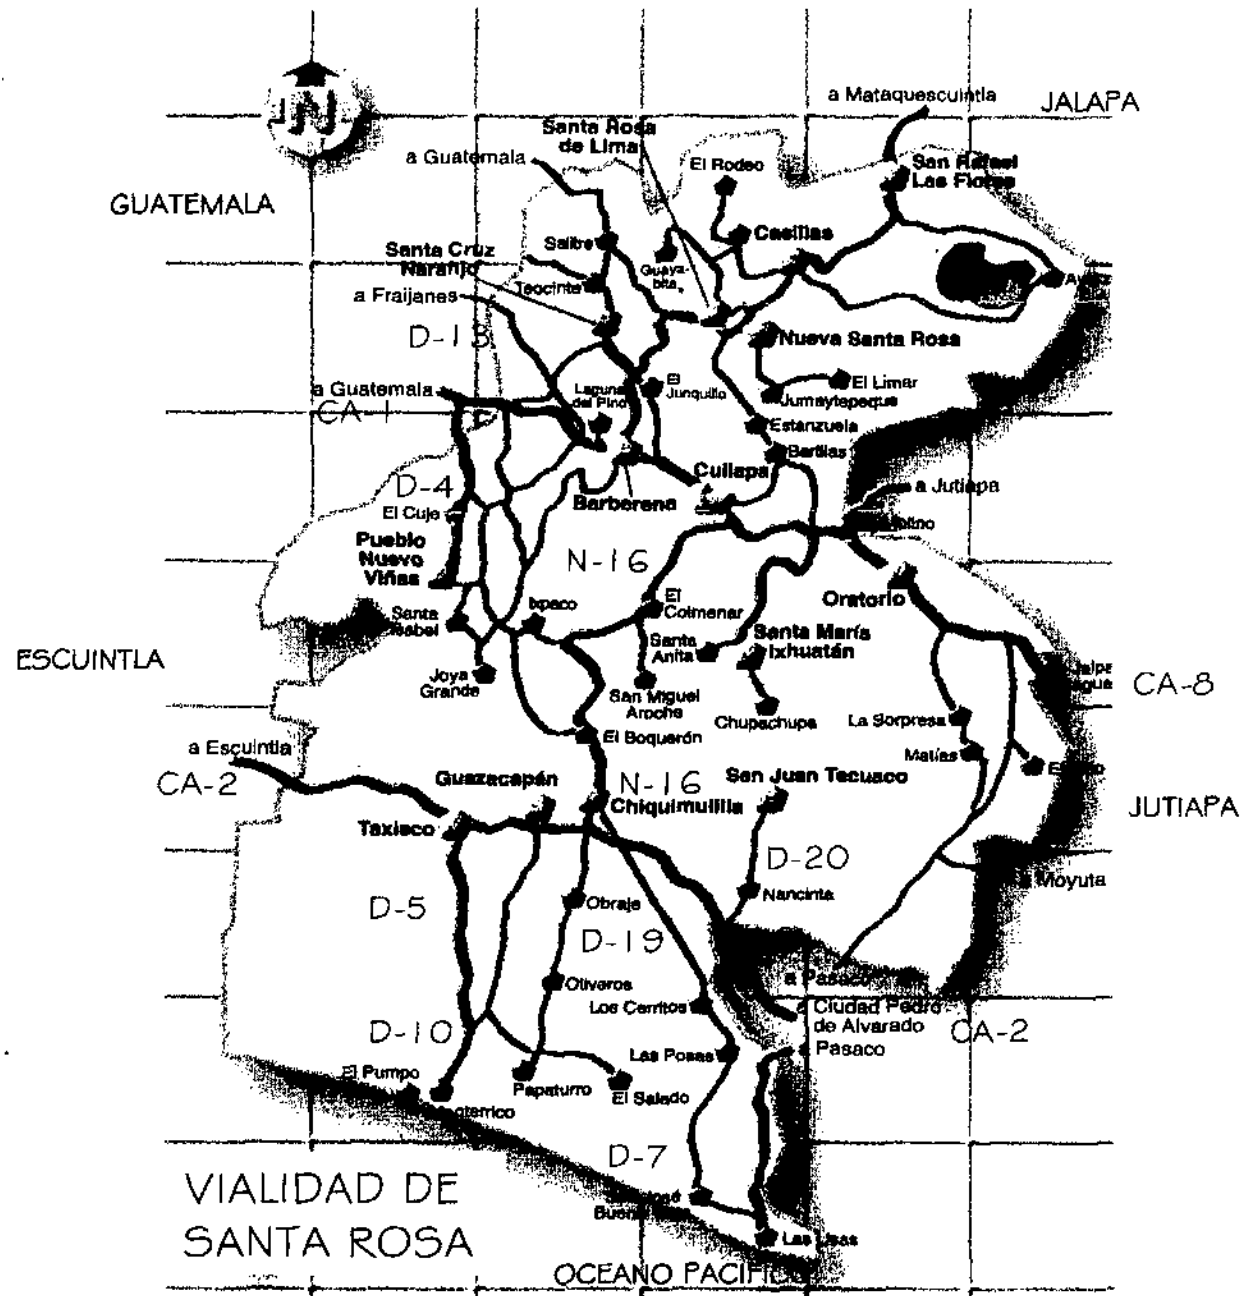 N
a Mataquescuintla
JALAPA
Santa Rosa
de Lima
a Guatemala
El Rodeo
San Rafael
Las Flores
GUATEMALA
Casillas
Salitre
Santa Cruz
Naranjo
Guaya-
bita
Teocinte
a Fraijanes
D-13
Nueva Santa Rosa
a Guatemala
CA-1
Laguna
del Pino
El
Junquillo
El Limar
Jumaytepeque
Estanzuela
Barillas
Cuilapa
D-4
El Cuje
Barberena
a Jutiapa
Pueblo
Nuevo
Viñas
N-16
Ixpaco
El
Colmenar
Oratorio
Santa
Isabel
Santa
Anita
Santa María
Ixhuatán
ESCUINTLA
Joya
Grande
San Miguel
Aroche
Chupachupa
CA-8
La Sorpresa
Matías
El Boquerón
a Escuintla
CA-2
Guazacapán
N-16
San Juan Tecuaco
Chiquimulilla
JUTIAPA
Taxisco
D-20
Moyuta
D-5
Nancinta
Obraje
D-19
a Pasaco
Oliveros
Los Cerritos
a Ciudad Pedro
de Alvarado
CA-2
D-10
Las Posas
a Pasaco
El Pumpo
Papaturro
El Salado
D-7
VIALIDAD DE
SANTA ROSA
Las Lisas
OCEANO PACIFICO